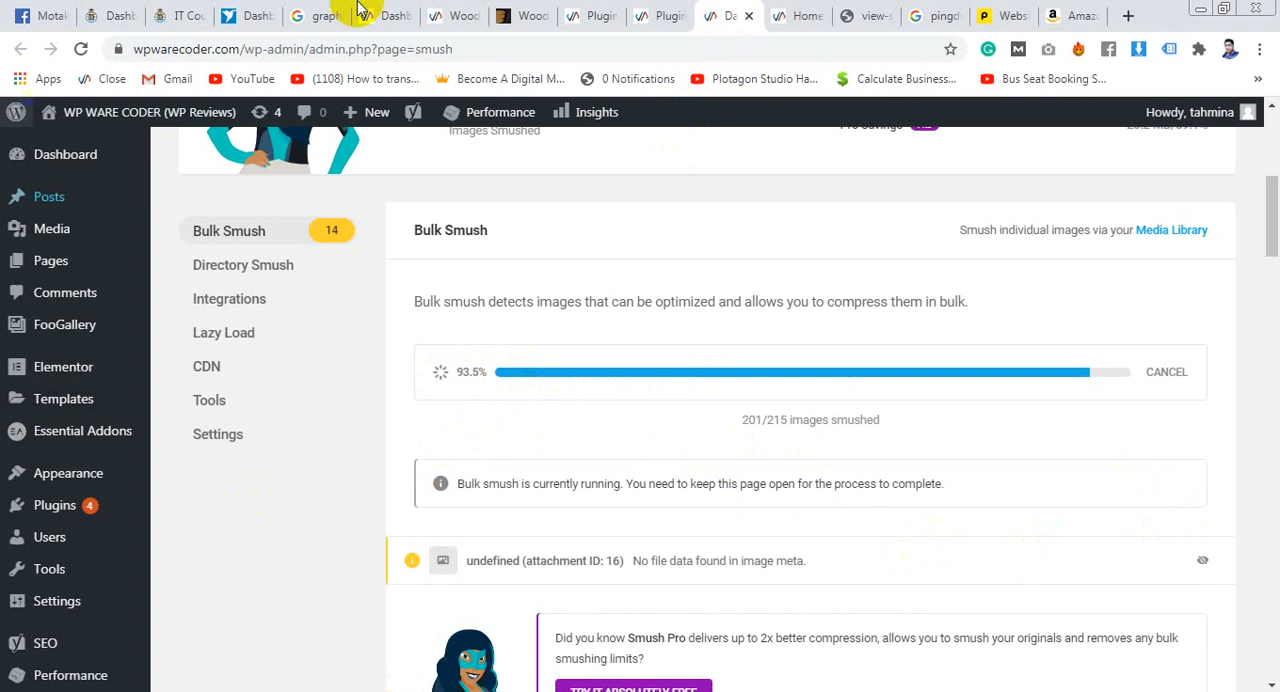 Motak
Dashb
IT Cou
Dashb
graph
Dashb
Wood
Wood
Plugin
Plugin
Da
Home
view-s
pingd
Websi
Amaz
wpwarecoder.com/wp-admin/admin.php?page=smush
Apps
Close
Gmail
YouTube
(1108) How to trans...
Become A Digital M...
0 Notifications
Plotagon Studio Ha...
Calculate Business...
Bus Seat Booking S...
»
WP WARE CODER (WP Reviews)
4
0
New
Performance
Insights
Howdy, tahmina
Dashboard
Posts
Media
Pages
Comments
FooGallery
Elementor
Templates
Essential Addons
Appearance
Plugins 4
Users
Tools
Settings
SEO
Performance
Images Smushed
Bulk Smush 14
Directory Smush
Integrations
Lazy Load
CDN
Tools
Settings
Bulk Smush
Smush individual images via your Media Library
Bulk smush detects images that can be optimized and allows you to compress them in bulk.
93.5%
CANCEL
201/215 images smushed
Bulk smush is currently running. You need to keep this page open for the process to complete.
undefined (attachment ID: 16) No file data found in image meta.
Did you know Smush Pro delivers up to 2x better compression, allows you to smush your originals and removes any bulk
smushing limits?
TRY IT ABSOLUTELY FREE